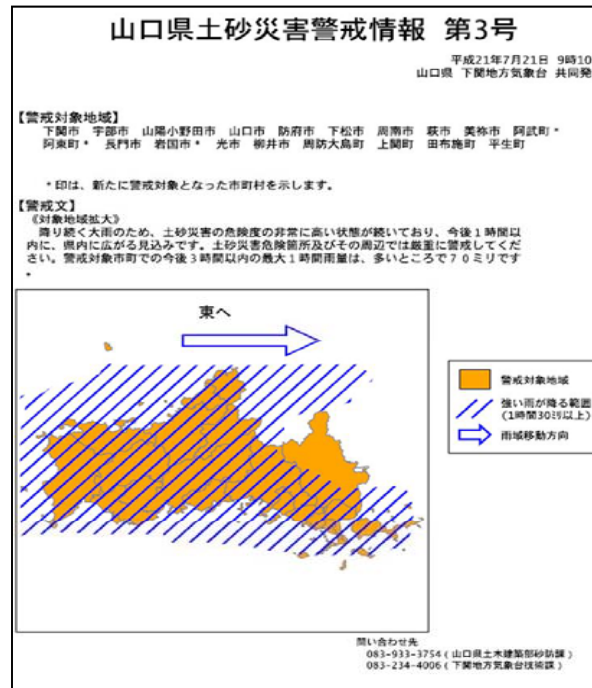 山口県土砂災害警戒情報 第3号
平成21年7月21日 9時10
山口県 下関地方気象台 共同発
【警戒対象地域】
下関市 宇部市 山陽小野田市 山口市 防府市 下松市 周南市 萩市 美祢市 阿武町*
阿東町* 長門市 岩国市* 光市 柳井市 周防大島町 上関町 田布施町 平生町
*印は、新たに警戒対象となった市町村を示します。
【警戒文】
《対象地域拡大》
降り続く大雨のため、土砂災害の危険度の非常に高い状態が続いており、今後1時間以
内に、県内に広がる見込みです。土砂災害危険箇所及びその周辺では厳重に警戒してくだ
さい。警戒対象市町での今後3時間以内の最大1時間雨量は、多いところで70ミリです
。
東へ
警戒対象地域
強い雨が降る範囲
(1時間30ミリ以上)
雨域移動方向
問い合わせ先
083-933-3754(山口県土木建築部砂防課)
083-234-4006(下関地方気象台技術課)